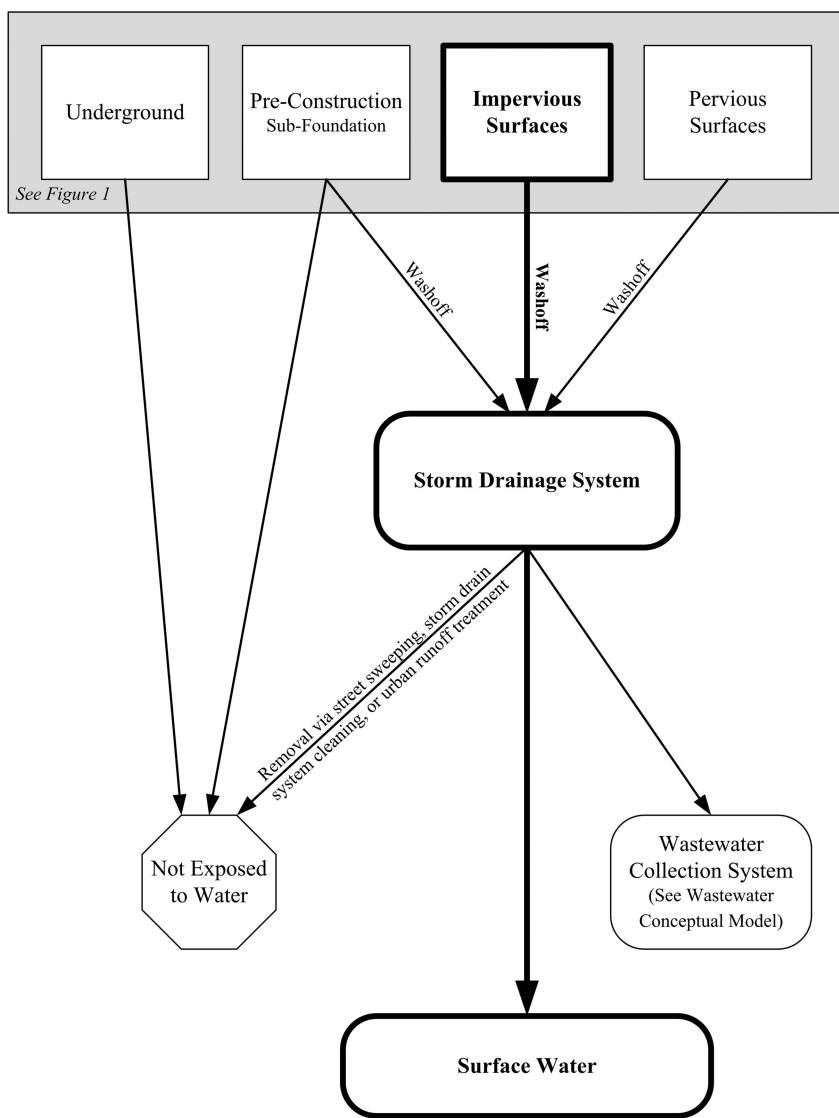 Underground
Pre-Construction
Sub-Foundation
Impervious
Surfaces
Pervious
Surfaces
See Figure 1
Washoff
Washoff
Washoff
Storm Drainage System
Removal via street sweeping, storm drain
system cleaning, or urban runoff treatment
Not Exposed
to Water
Wastewater
Collection System
(See Wastewater
Conceptual Model)
Surface Water